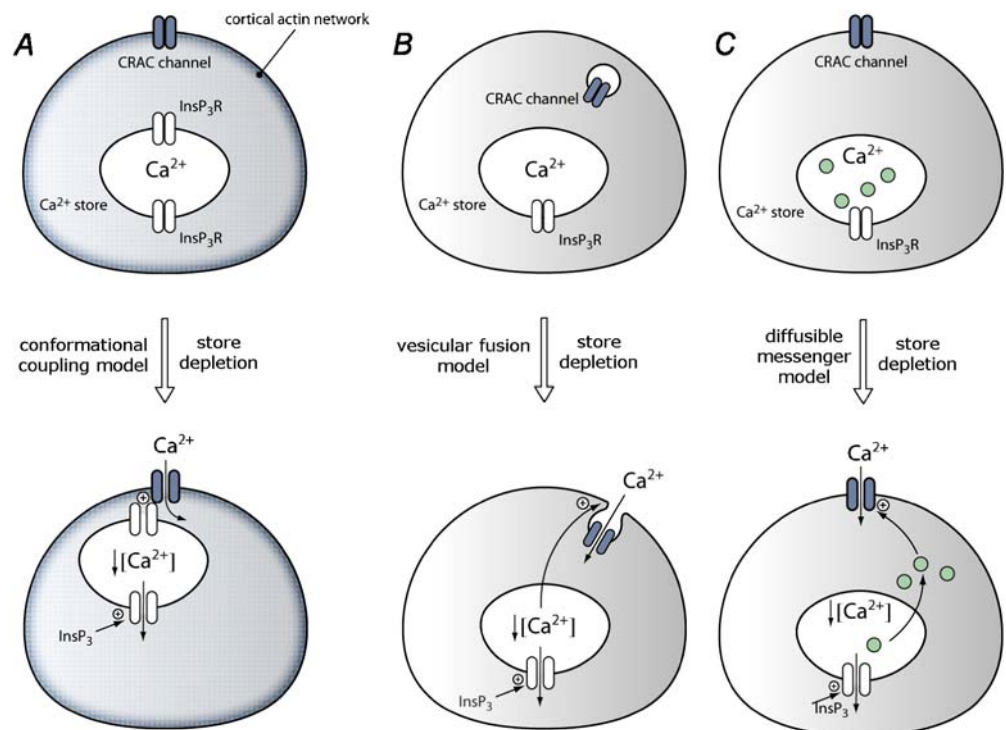 A
cortical actin network
CRAC channel
InsP₃R
Ca²⁺
Ca²⁺ store
InsP₃R
conformational
coupling model
store
depletion
Ca²⁺
+
↓[Ca²⁺]
+
InsP₃
B
CRAC channel
Ca²⁺
Ca²⁺ store
InsP₃R
vesicular fusion
model
store
depletion
+
Ca²⁺
↓[Ca²⁺]
+
InsP₃
C
CRAC channel
Ca²⁺
Ca²⁺ store
InsP₃R
diffusible
messenger
model
store
depletion
Ca²⁺
+
↓[Ca²⁺]
+
InsP₃